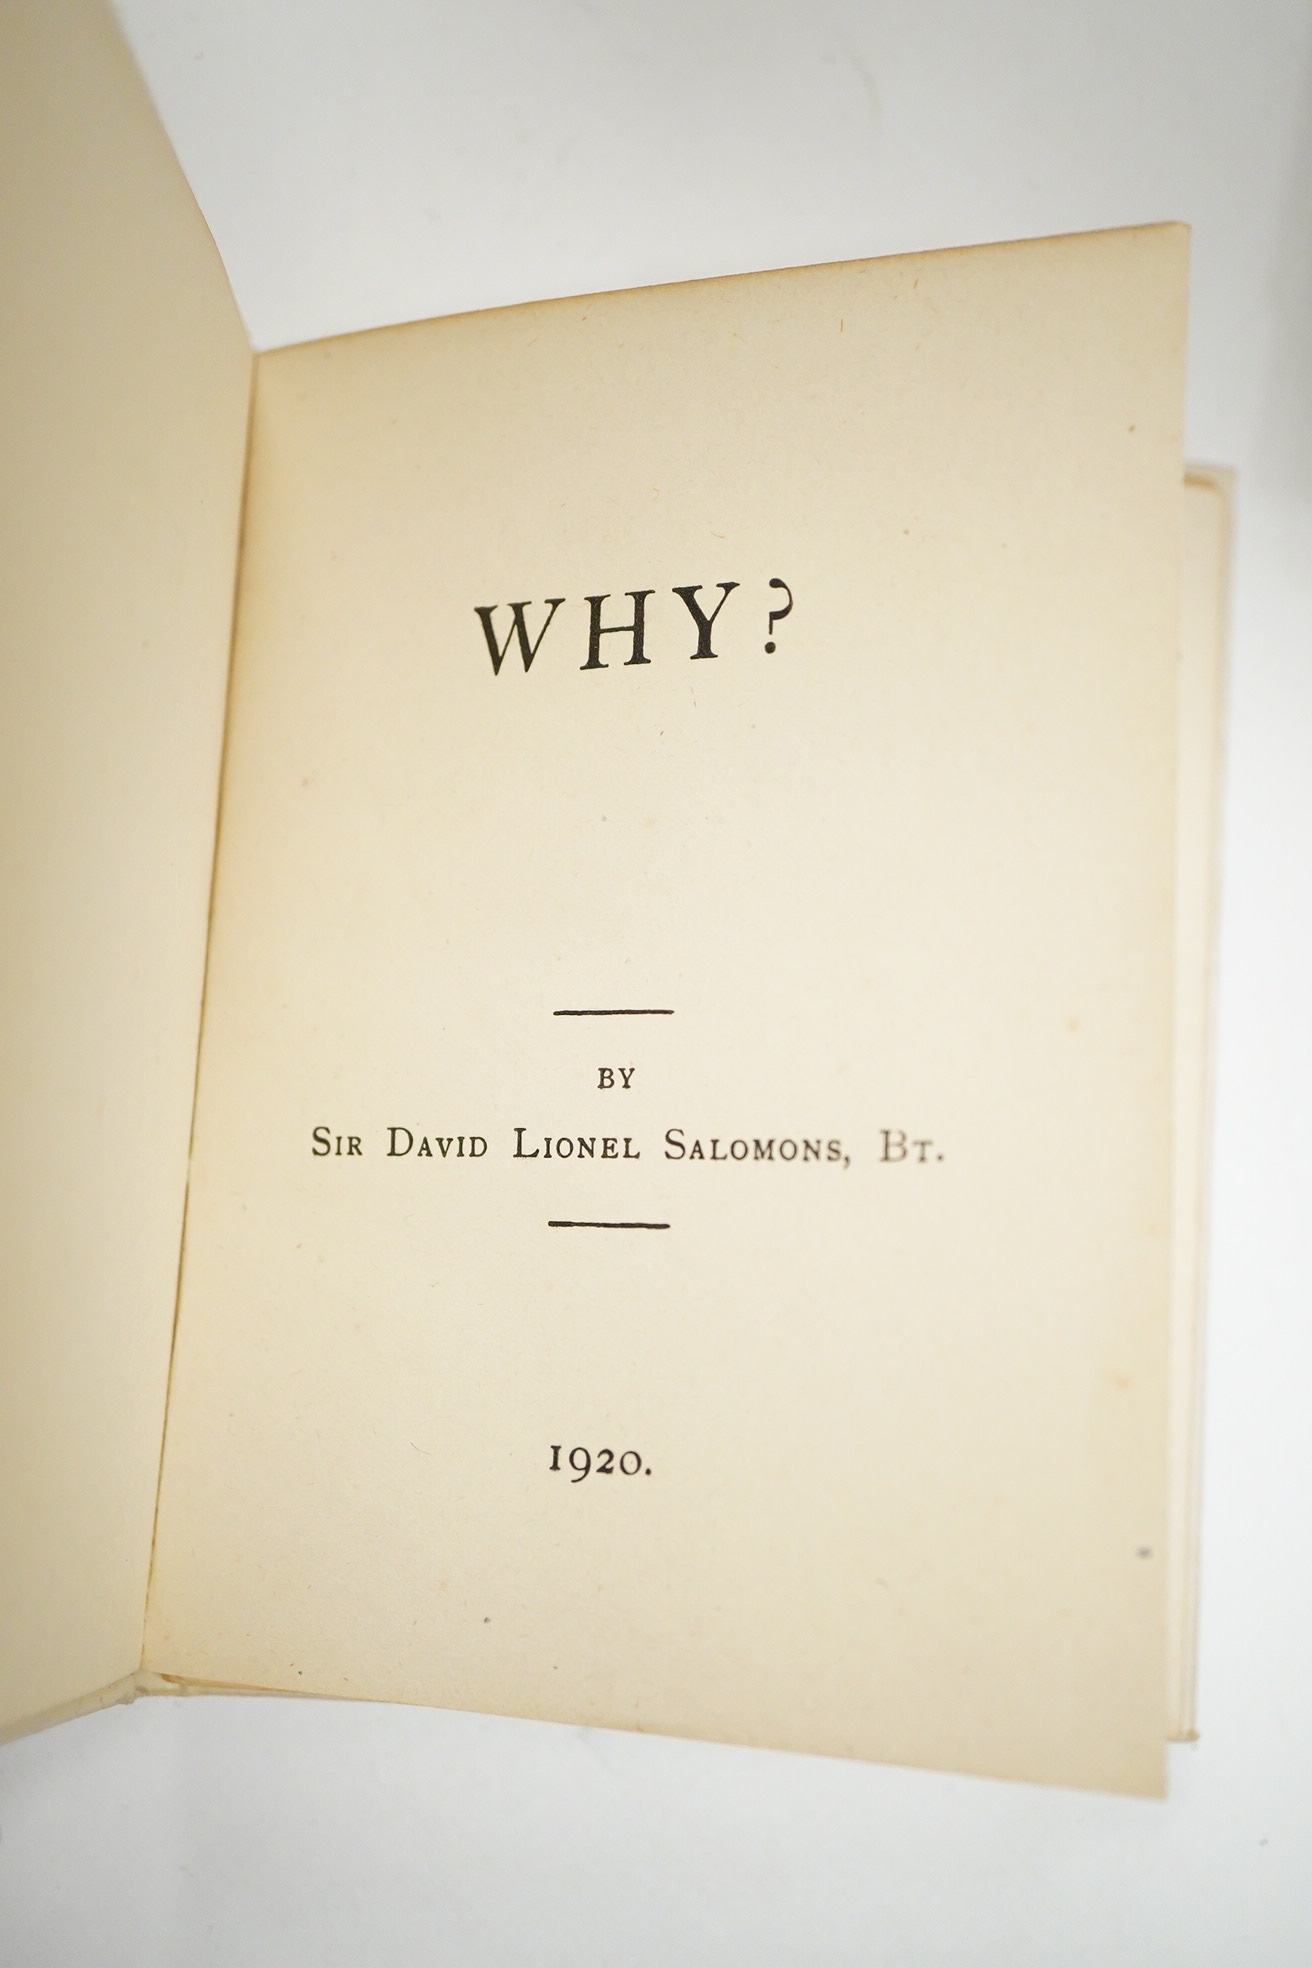 WHY?
BY
SIR DAVID LIONEL SALOMONS, BT.
1920.